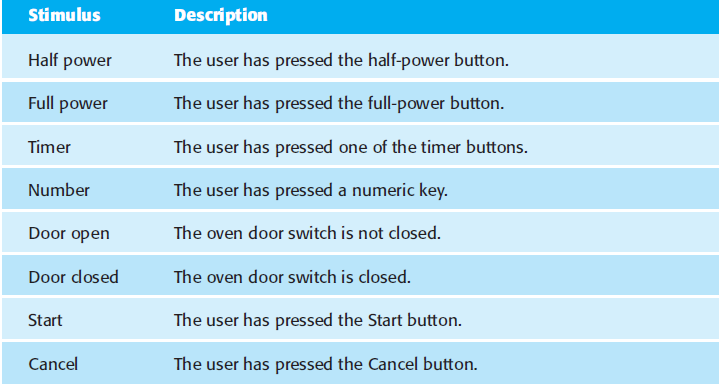 Stimulus Description
Half power The user has pressed the half-power button.
Full power The user has pressed the full-power button.
Timer The user has pressed one of the timer buttons.
Number The user has pressed a numeric key.
Door open The oven door switch is not closed.
Door closed The oven door switch is closed.
Start The user has pressed the Start button.
Cancel The user has pressed the Cancel button.